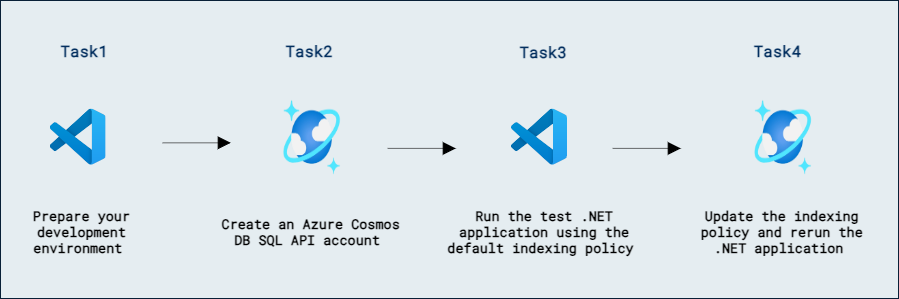 Task1
Task2
Task3
Task4
Prepare your
development
environment
Create an Azure Cosmos
DB SQL API account
Run the test .NET
application using the
default indexing policy
Update the indexing
policy and rerun the
.NET application